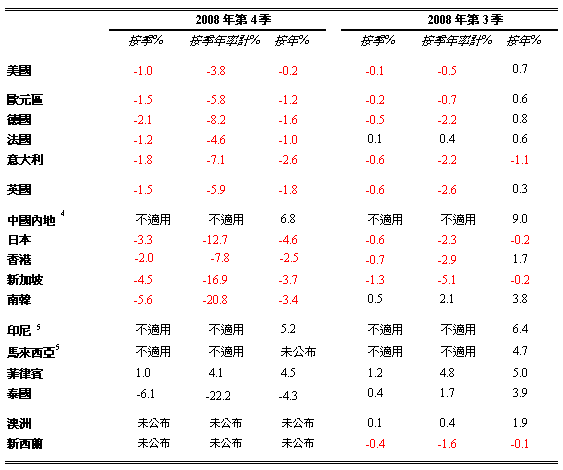 2008 年第 4 季 2008 年第 3 季
按季% 按季年率計% 按年% 按季% 按季年率計% 按年%
美國 -1.0 -3.8 -0.2 -0.1 -0.5 0.7
歐元區 -1.5 -5.8 -1.2 -0.2 -0.7 0.6
德國 -2.1 -8.2 -1.6 -0.5 -2.2 0.8
法國 -1.2 -4.6 -1.0 0.1 0.4 0.6
意大利 -1.8 -7.1 -2.6 -0.6 -2.2 -1.1
英國 -1.5 -5.9 -1.8 -0.6 -2.6 0.3
中國內地 4 不適用 不適用 6.8 不適用 不適用 9.0
日本 -3.3 -12.7 -4.6 -0.6 -2.3 -0.2
香港 -2.0 -7.8 -2.5 -0.7 -2.9 1.7
新加坡 -4.5 -16.9 -3.7 -1.3 -5.1 -0.2
南韓 -5.6 -20.8 -3.4 0.5 2.1 3.8
印尼 5 不適用 不適用 5.2 不適用 不適用 6.4
馬來西亞5 不適用 不適用 未公布 不適用 不適用 4.7
菲律賓 1.0 4.1 4.5 1.2 4.8 5.0
泰國 -6.1 -22.2 -4.3 0.4 1.7 3.9
澳洲 未公布 未公布 未公布 0.1 0.4 1.9
新西蘭 未公布 未公布 未公布 -0.4 -1.6 -0.1